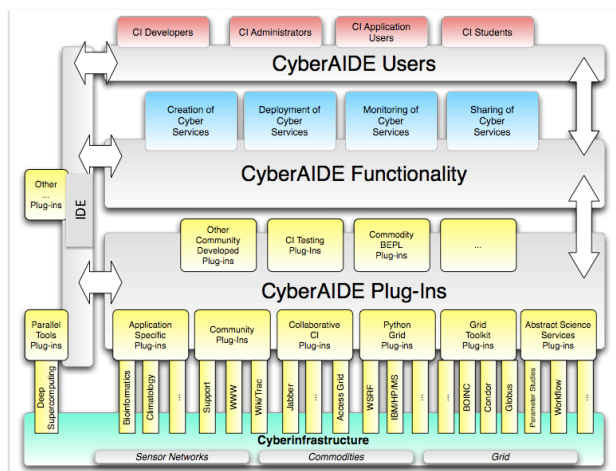 CI Developers
CI Administrators
CI Application
Users
CI Students
CyberAIDE Users
Creation of
Cyber
Services
Deployment of
Cyber
Services
Monitoring of
Cyber
Services
Sharing of
Cyber
Services
CyberAIDE Functionality
Other
...
Plug-ins
IDE
Other
Community
Developed
Plug-ins
CI Testing
Plug-Ins
Commodity
BEPL
Plug-ins
...
CyberAIDE Plug-Ins
Parallel
Tools
Plug-ins
Application
Specific
Plug-ins
Community
Plug-Ins
Collaborative
CI
Plug-ins
Python
Grid
Plug-ins
Grid
Toolkit
Plug-ins
Abstract Science
Services
Plug-ins
Deep
Supercomputing
Bioinformatics
Climatology
...
Support
WWW
Wiki/Trac
Jabber
...
Access Grid
WSRF
IBM/HP/MS
...
...
BOINC
Condor
Globus
Parameter Studies
Workflow
...
Cyberinfrastructure
Sensor Networks
Commodities
Grid